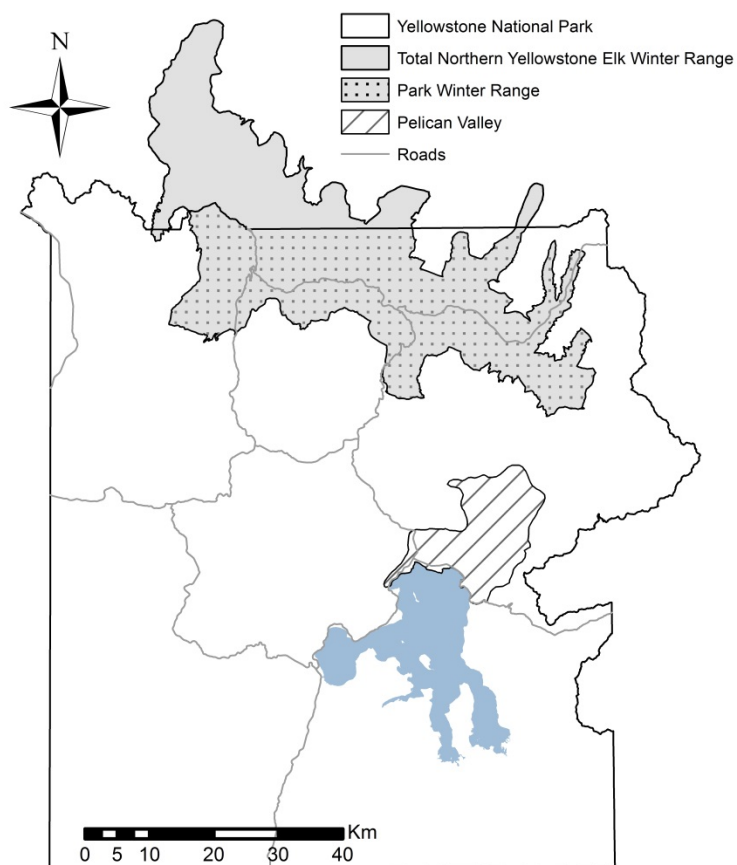 N
Yellowstone National Park
Total Northern Yellowstone Elk Winter Range
Park Winter Range
Pelican Valley
Roads
Km
0 5 10 20 30 40